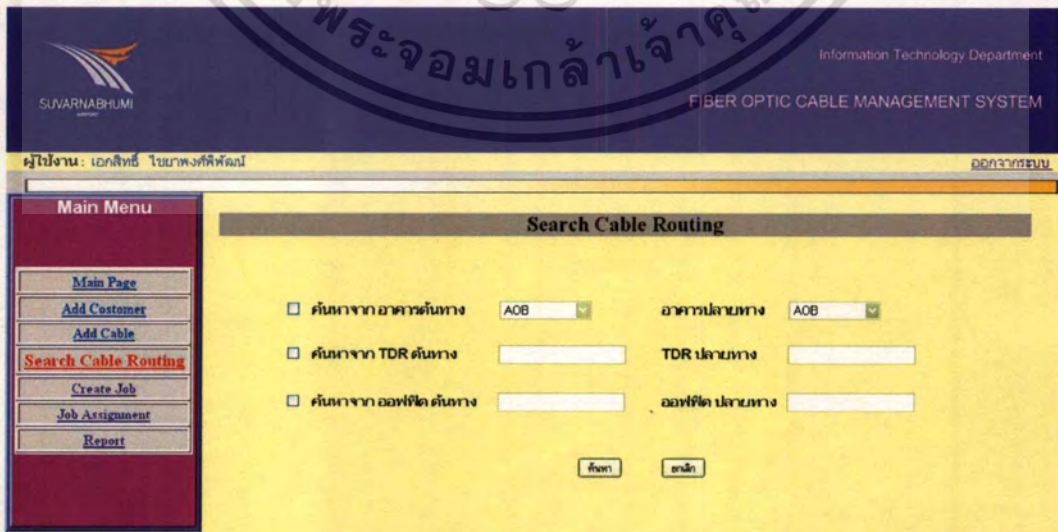 พระจอมเกล้าเจ้าคุณ
SUVARNABHUMI
AIRPORT
Information Technology Department
FIBER OPTIC CABLE MANAGEMENT SYSTEM
ผู้ใช้งาน : เอกสิทธิ์ ไชยาพงศ์พิพัฒน์
ออกจากระบบ
Main Menu
Main Page
Add Costomer
Add Cable
Search Cable Routing
Create Job
Job Assignment
Report
Search Cable Routing
ค้นหาจาก อาคารต้นทาง AOB อาคารปลายทาง AOB
ค้นหาจาก TDR ต้นทาง TDR ปลายทาง
ค้นหาจาก ออฟฟิต ต้นทาง ออฟฟิต ปลายทาง
ค้นหา ยกเลิก